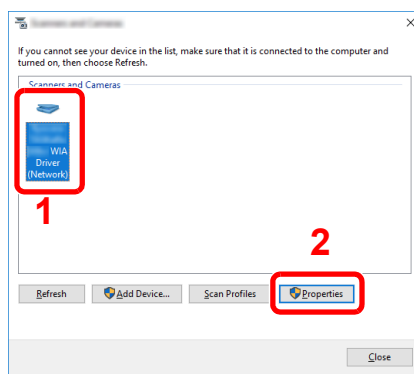 If you cannot see your device in the list, make sure that it is connected to the computer and
turned on, then choose Refresh.
Scanners and Cameras
WIA
Driver
(Network)
1
2
Refresh
Add Device...
Scan Profiles
Properties
Close